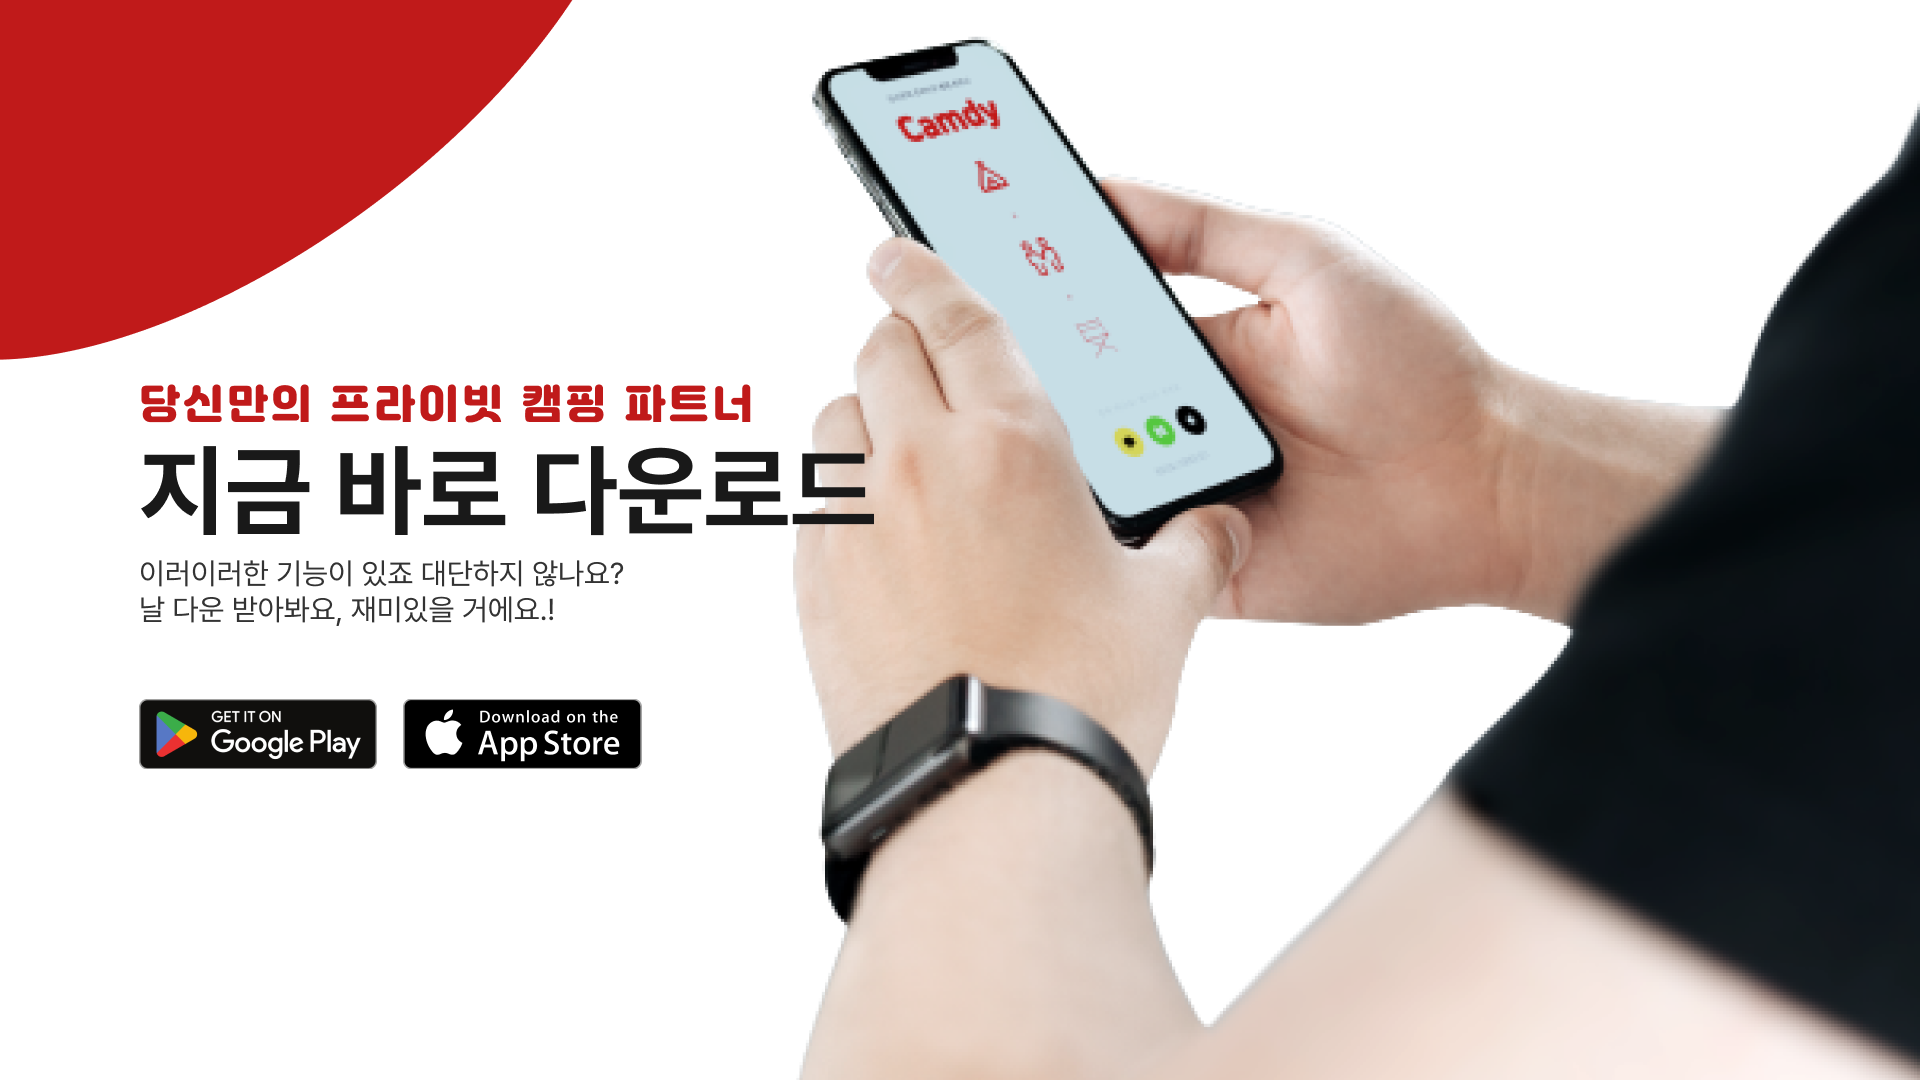 Camdy
당신만의 프라이빗 캠핑 파트너
지금 바로 다운로드
이러이러한 기능이 있죠 대단하지 않나요?
날 다운 받아봐요, 재미있을 거에요.!
GET IT ON
Google Play
Download on the
App Store